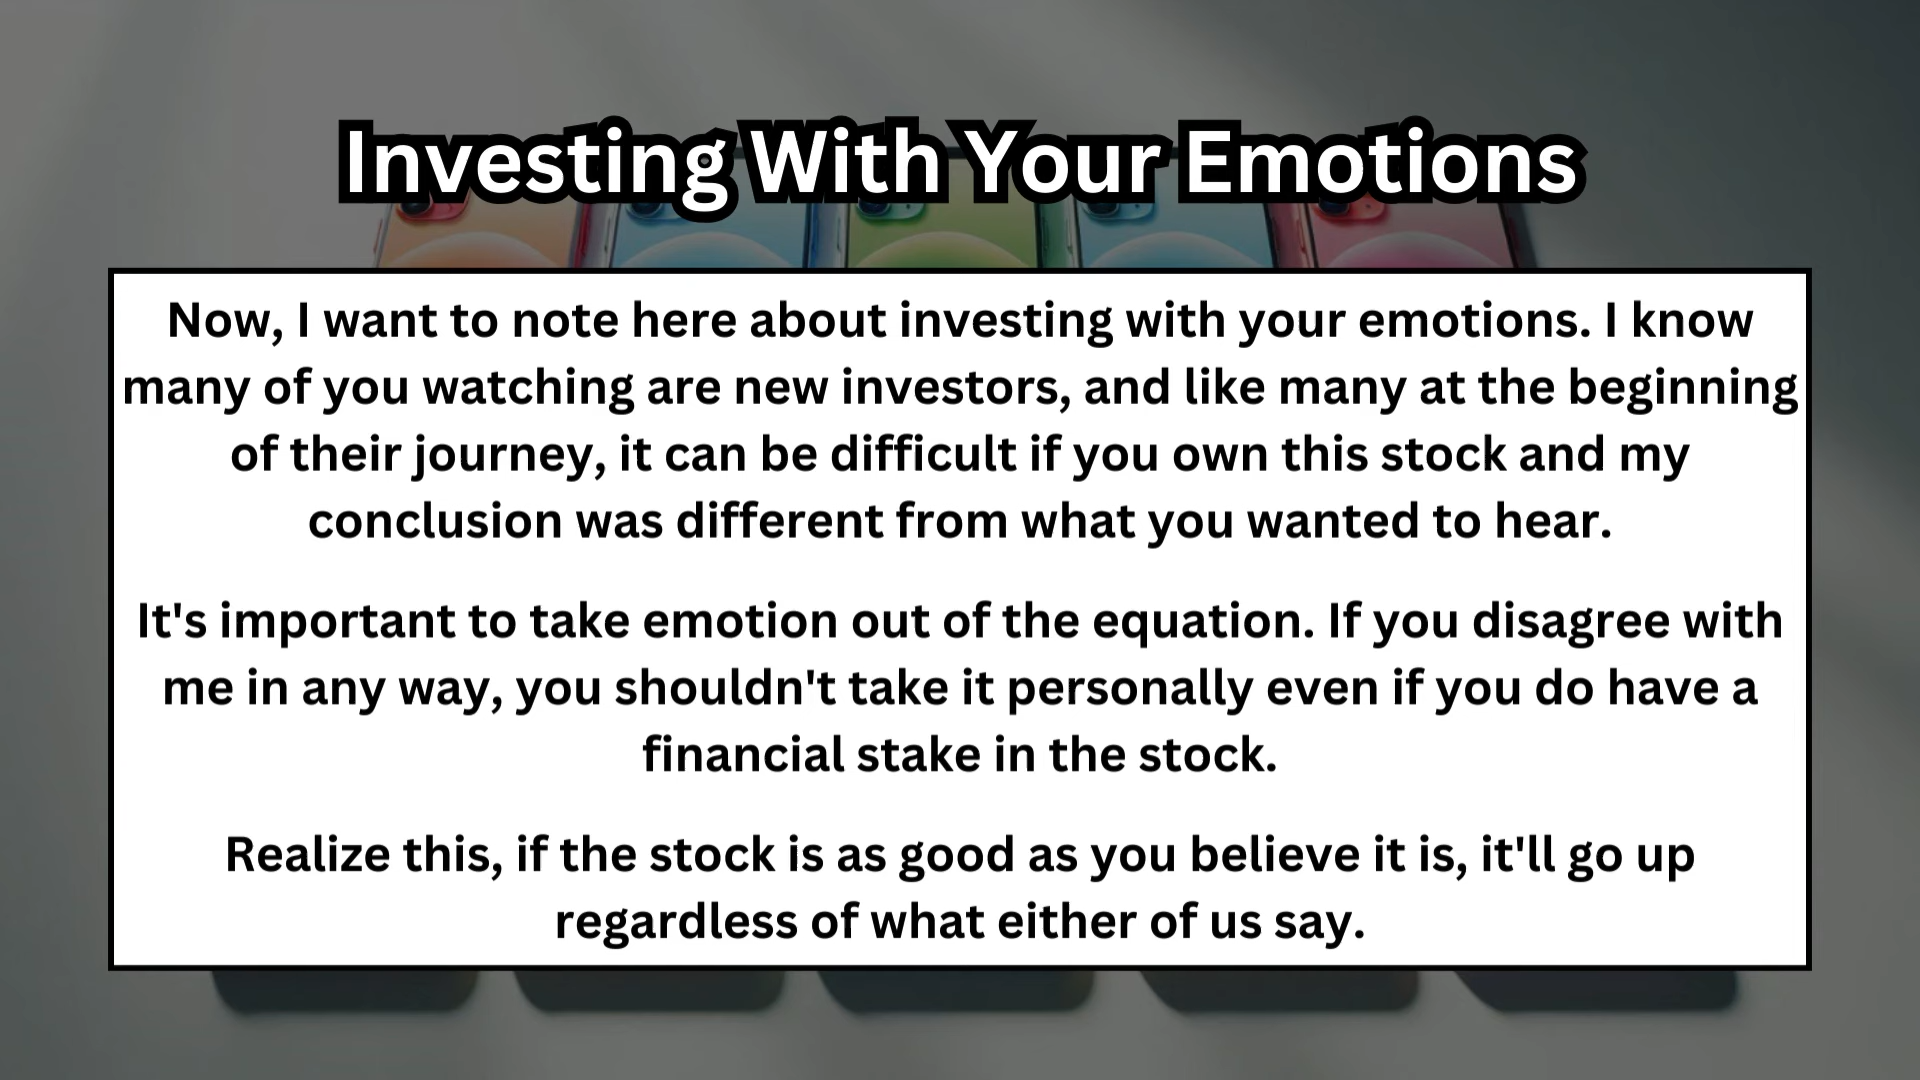 Investing With Your Emotions
Now, I want to note here about investing with your emotions. I know
many of you watching are new investors, and like many at the beginning
of their journey, it can be difficult if you own this stock and my
conclusion was different from what you wanted to hear.
It's important to take emotion out of the equation. If you disagree with
me in any way, you shouldn't take it personally even if you do have a
financial stake in the stock.
Realize this, if the stock is as good as you believe it is, it'll go up
regardless of what either of us say.